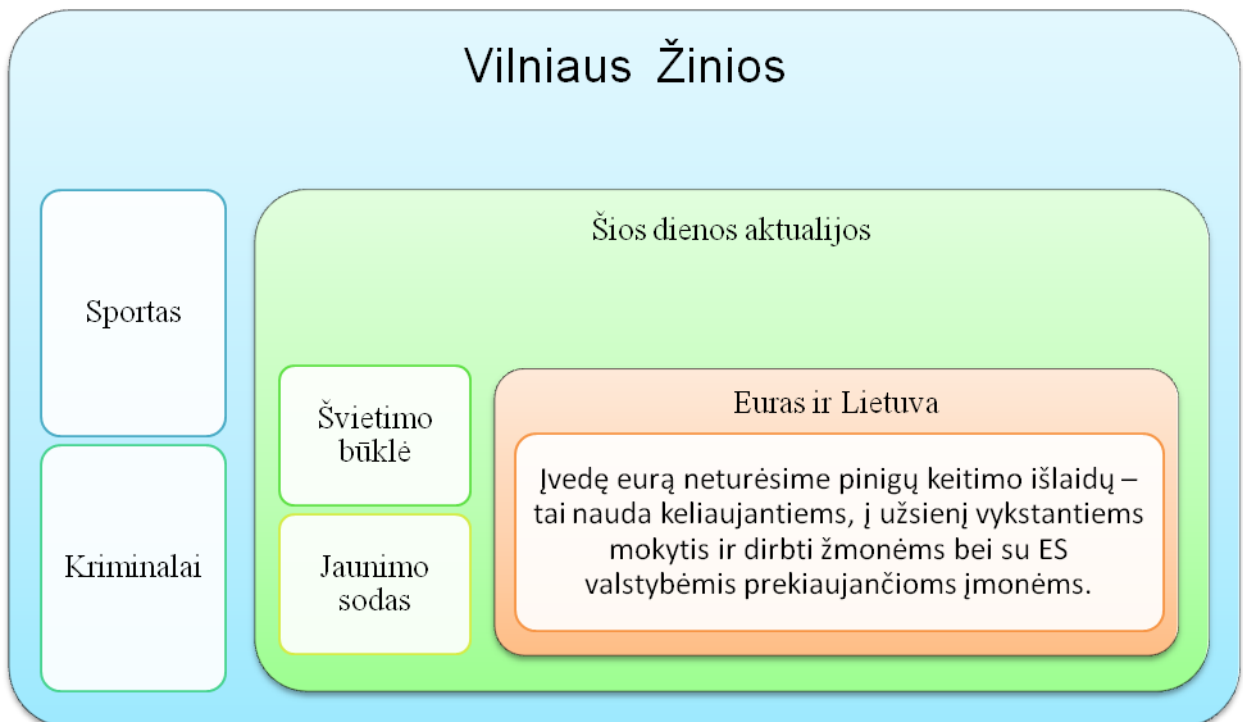 Vilniaus Žinios
Sportas
Kriminalai
Šios dienos aktualijos
Švietimo
būklė
Jaunimo
sodas
Euras ir Lietuva
Įvedę eurą neturėsime pinigų keitimo išlaidų –
tai nauda keliaujantiems, į užsienį vykstantiems
mokytis ir dirbti žmonėms bei su ES
valstybėmis prekiaujančioms įmonėms.